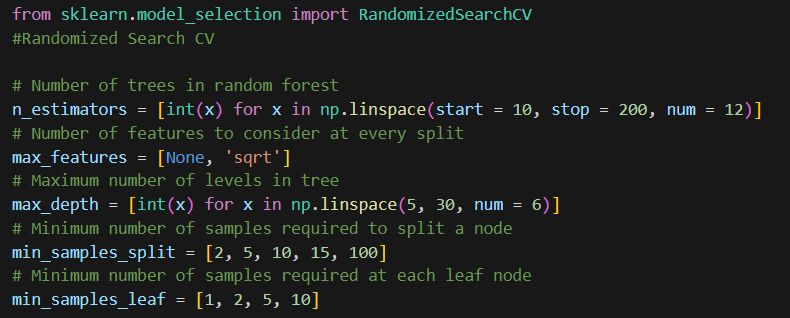 from sklearn.model_selection import RandomizedSearchCV
#Randomized Search CV
# Number of trees in random forest
n_estimators = [int(x) for x in np.linspace(start = 10, stop = 200, num = 12)]
# Number of features to consider at every split
max_features = [None, 'sqrt']
# Maximum number of levels in tree
max_depth = [int(x) for x in np.linspace(5, 30, num = 6)]
# Minimum number of samples required to split a node
min_samples_split = [2, 5, 10, 15, 100]
# Minimum number of samples required at each leaf node
min_samples_leaf = [1, 2, 5, 10]